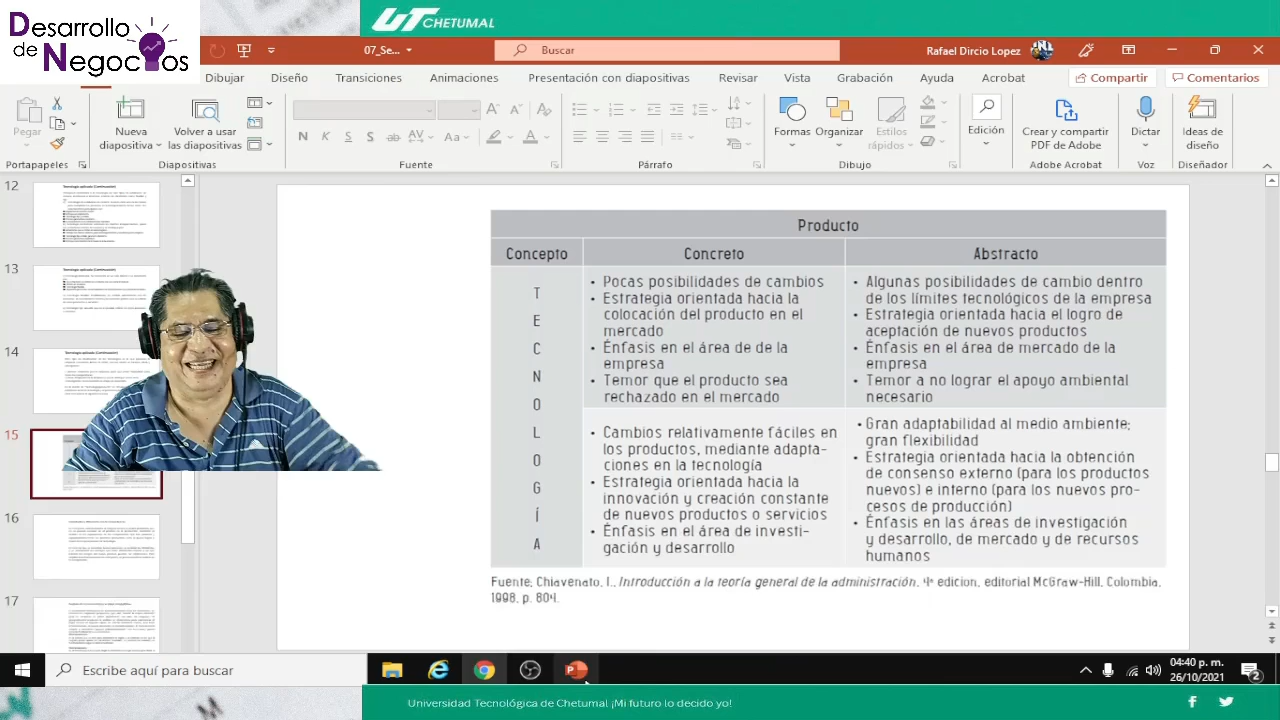 Desarrollo
de
Negocios
UT CHETUMAL
07_Se...
Buscar
Rafael Dircio Lopez
Dibujar
Diseño
Transiciones
Animaciones
Presentación con diapositivas
Revisar
Vista
Grabación
Ayuda
Acrobat
Compartir
Comentarios
Pegar
Nueva
diapositiva
Volver a usar
las diapositivas
N K S S ab AV Aa A
Formas
Organizar
Estilos
rápidos
Edición
Crear y compartir
PDF de Adobe
Dictar
Ideas de
diseño
Portapapeles
Diapositivas
Fuente
Párrafo
Dibujo
Adobe Acrobat
Voz
Diseñador
12
13
14
15
16
17
Producto
Concepto
Concreto
Abstracto
T
E
C
N
O
L
O
G
Í
A
• Pocas posibilidades de cambios
• Estrategia orientada hacia la
colocación del producto en el
mercado
• Énfasis en el área de de la
empresa
• Temor que el producto sea
rechazado en el mercado
• Algunas posibilidades de cambio dentro
de los límites tecnológicos de la empresa
• Estrategia orientada hacia el logro de
aceptación de nuevos productos
• Énfasis en el área de mercado de la
empresa
• Temor a no lograr el apoyo ambiental
necesario
• Cambios relativamente fáciles en
los productos, mediante adapta-
ciones en la tecnología
• Estrategia orientada hacia la
innovación y creación constante
de nuevos productos o servicios
• Énfasis en el área de investi-
gación y desarrollo
• Gran adaptabilidad al medio ambiente;
gran flexibilidad
• Estrategia orientada hacia la obtención
de consenso externo (para los productos
nuevos) e interno (para los nuevos pro-
cesos de producción)
• Énfasis en las áreas de investigación
y desarrollo, de mercado y de recursos
humanos
Fuente: Chiavenato, I., Introducción a la teoría general de la administración, 4ª edicion, editorial McGraw-Hill, Colombia,
1998, p. 804.
Escribe aquí para buscar
04:40 p. m.
26/10/2021
2
Universidad Tecnológica de Chetumal ¡Mi futuro lo decido yo!